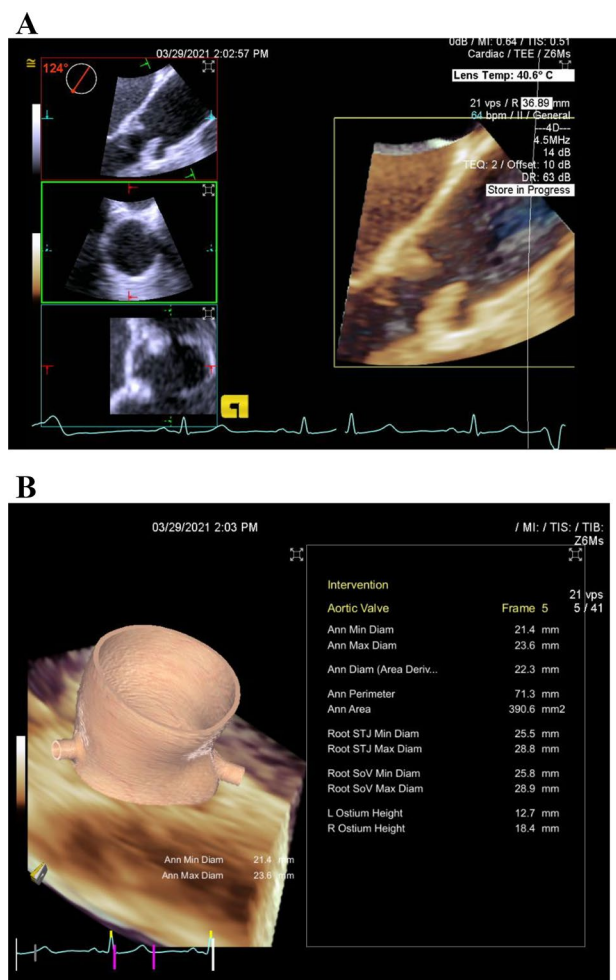 A
03/29/2021 2:02:57 PM
0dB / MI: 0.64 / TIS: 0.51
Cardiac / TEE / Z6Ms
124°
Lens Temp: 40.6° C
21 vps / R 36.89 mm
64 bpm / II / General
---4D---
4.5MHz
14 dB
TEQ: 2 / Offset: 10 dB
DR: 63 dB
Store in Progress
B
03/29/2021 2:03 PM
/ MI: / TIS: / TIB:
Z6Ms
21 vps
5 / 41
Intervention
Aortic Valve Frame 5
Ann Min Diam 21.4 mm
Ann Max Diam 23.6 mm
Ann Diam (Area Deriv... 22.3 mm
Ann Perimeter 71.3 mm
Ann Area 390.6 mm2
Root STJ Min Diam 25.5 mm
Root STJ Max Diam 28.8 mm
Root SoV Min Diam 25.8 mm
Root SoV Max Diam 28.9 mm
L Ostium Height 12.7 mm
R Ostium Height 18.4 mm
Ann Min Diam 21.4 mm
Ann Max Diam 23.6 mm